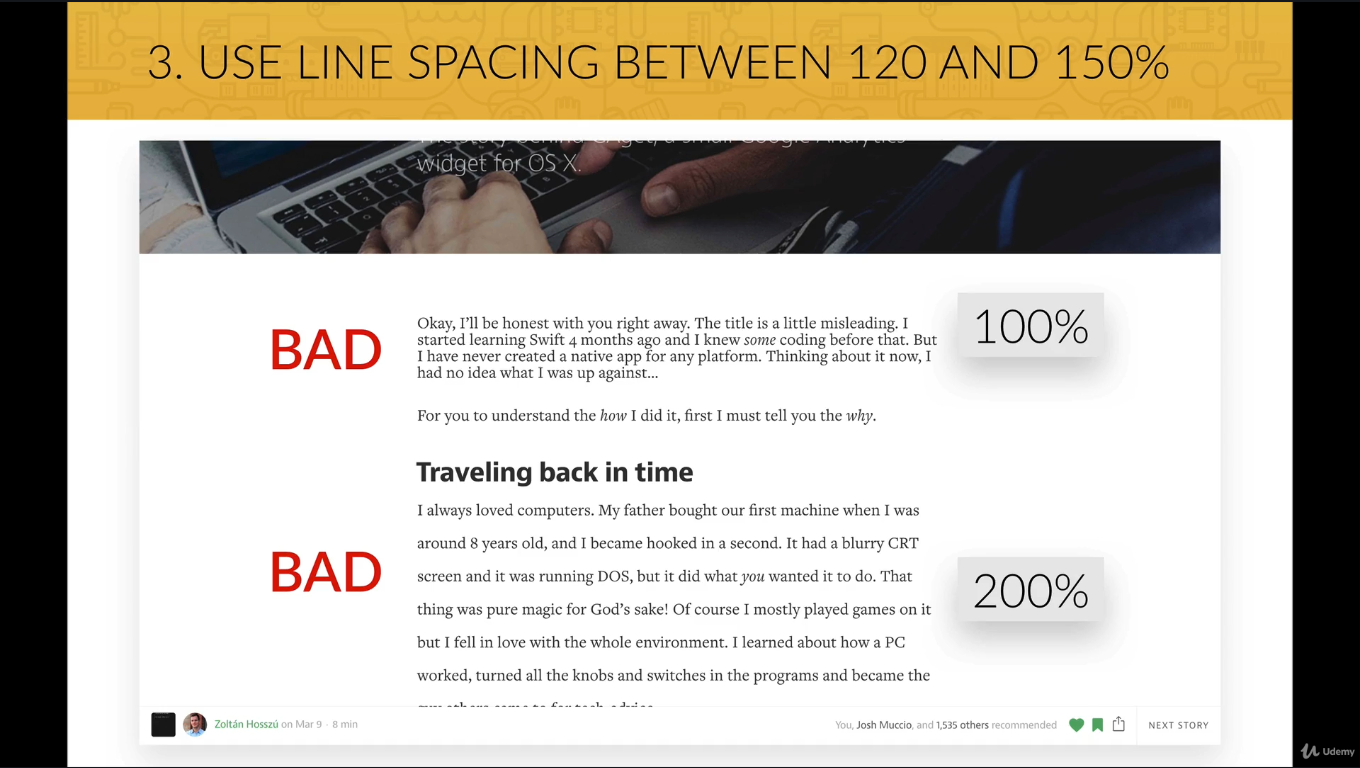 3. USE LINE SPACING BETWEEN 120 AND 150%
The story behind Gaget, a small Google Analytics
widget for OS X.
BAD
Okay, I'll be honest with you right away. The title is a little misleading. I
started learning Swift 4 months ago and I knew some coding before that. But
I have never created a native app for any platform. Thinking about it now, I
had no idea what I was up against...
100%
For you to understand the how I did it, first I must tell you the why.
Traveling back in time
BAD
I always loved computers. My father bought our first machine when I was
around 8 years old, and I became hooked in a second. It had a blurry CRT
screen and it was running DOS, but it did what you wanted it to do. That
thing was pure magic for God's sake! Of course I mostly played games on it
but I fell in love with the whole environment. I learned about how a PC
worked, turned all the knobs and switches in the programs and became the
200%
Zoltán Hosszú on Mar 9 · 8 min
You, Josh Muccio, and 1,535 others recommended
NEXT STORY
Udemy